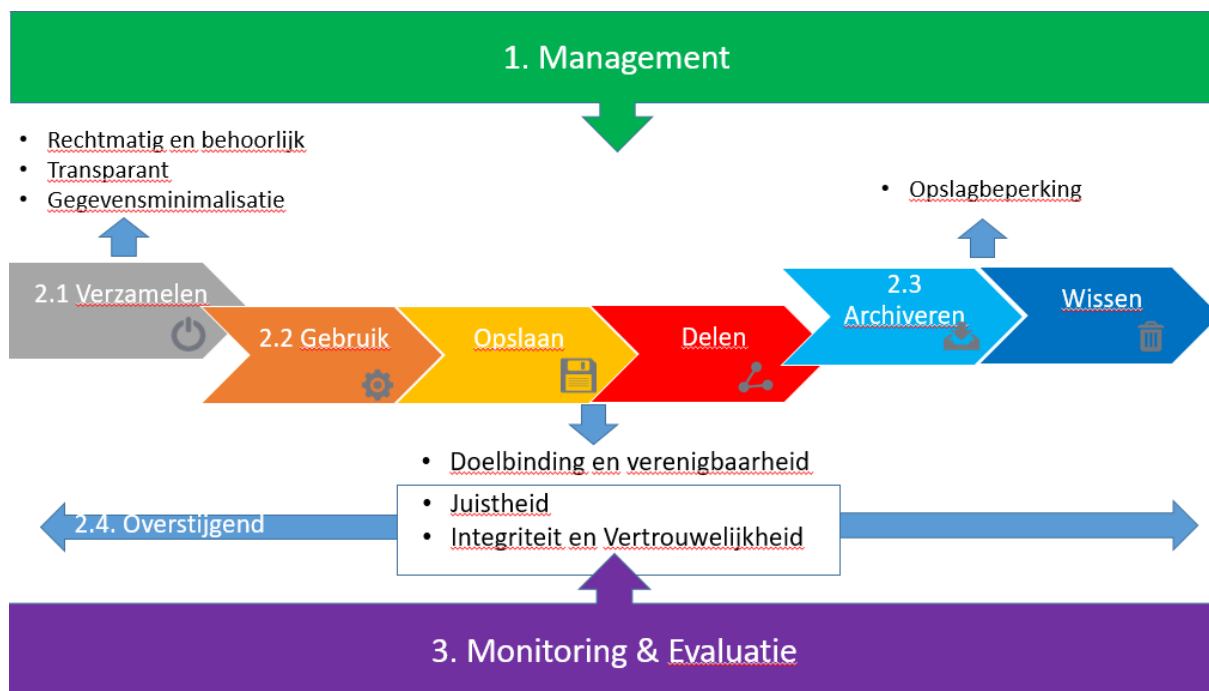 1. Management
• Rechtmatig en behoorlijk
• Transparant
• Gegevensminimalisatie
• Opslagbeperking
2.1 Verzamelen
2.2 Gebruik
Opslaan
Delen
2.3
Archiveren
Wissen
• Doelbinding en verenigbaarheid
• Juistheid
• Integriteit en Vertrouwelijkheid
2.4. Overstijgend
3. Monitoring & Evaluatie